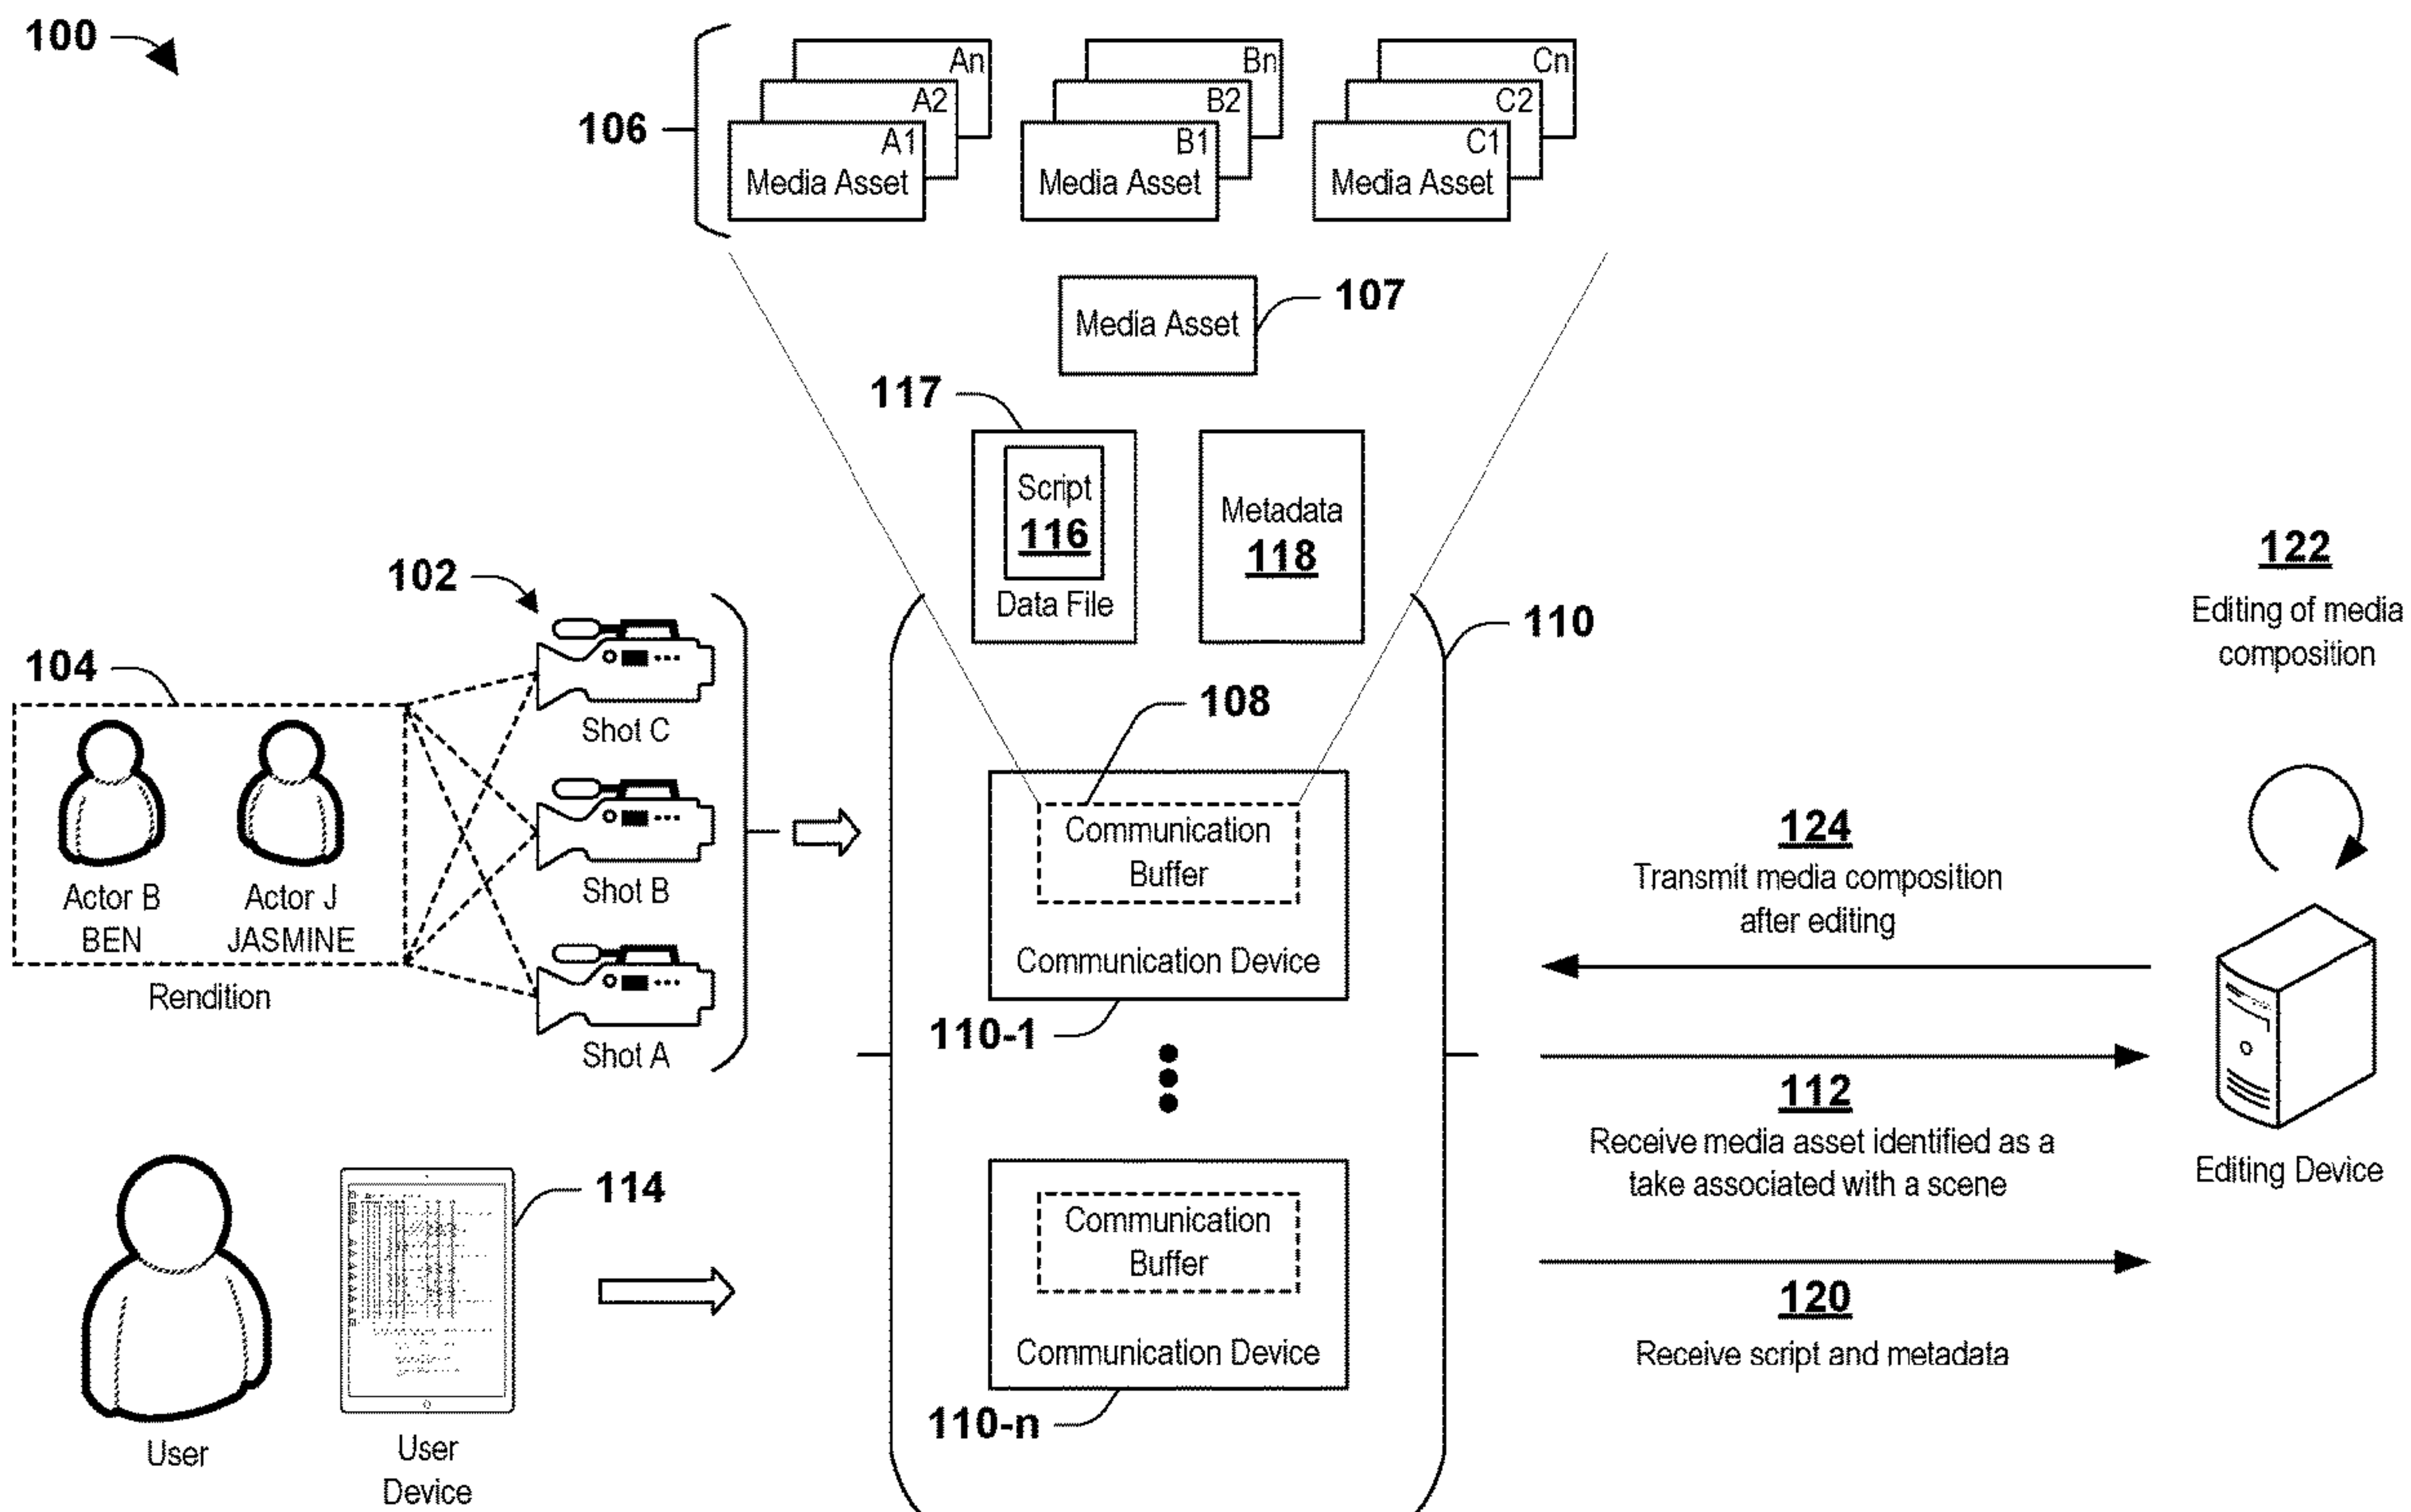 100
106
An
A2
A1
Media Asset
Bn
B2
B1
Media Asset
Cn
C2
C1
Media Asset
Media Asset
107
117
Script
116
Data File
Metadata
118
122
Editing of media
composition
102
104
110
108
Shot C
Shot B
Shot A
Actor B
BEN
Actor J
JASMINE
Rendition
Communication
Buffer
Communication Device
110-1
124
Transmit media composition
after editing
112
Receive media asset identified as a
take associated with a scene
Editing Device
114
User
User
Device
Communication
Buffer
Communication Device
110-n
120
Receive script and metadata